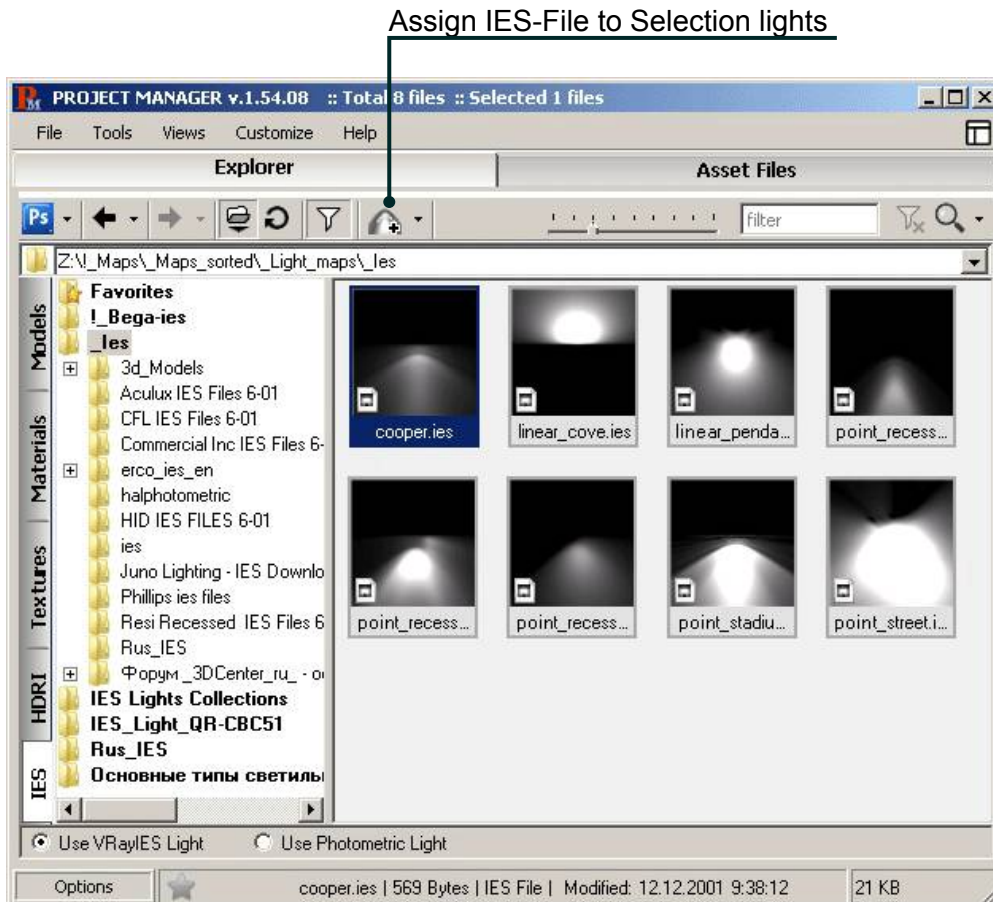 Assign IES-File to Selection lights
PROJECT MANAGER v.1.54.08 :: Total 8 files :: Selected 1 files
File Tools Views Customize Help
Explorer Asset Files
Ps filter
Z:\!_Maps\_Maps_sorted\_Light_maps\_Ies
Models
Materials
Textures
HDRI
IES
Favorites
!_Bega-ies
_Ies
3d_Models
Aculux IES Files 6-01
CFL IES Files 6-01
Commercial Inc IES Files 6-
erco_ies_en
halphotometric
HID IES FILES 6-01
ies
Juno Lighting - IES Downlo
Phillips ies files
Resi Recessed IES Files 6
Rus_IES
Форум _3DCenter_ru_ - о
IES Lights Collections
IES_Light_QR-CBC51
Rus_IES
Основные типы светиль
cooper.ies linear_cove.ies linear_penda... point_recess...
point_recess... point_recess... point_stadiu... point_street.i...
Use VRayIES Light Use Photometric Light
Options cooper.ies | 569 Bytes | IES File | Modified: 12.12.2001 9:38:12 21 KB